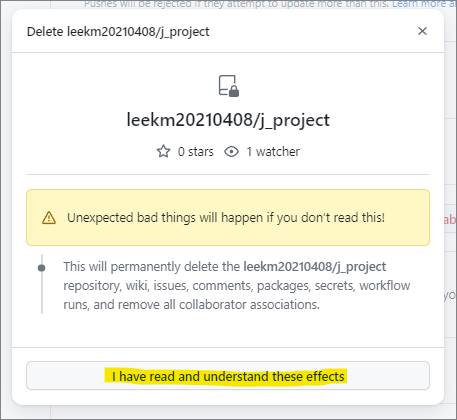 Pushes will be rejected if they attempt to update more than this. Learn more a
Delete leekm20210408/j_project
leekm20210408/j_project
0 stars 1 watcher
Unexpected bad things will happen if you don't read this!
ab
This will permanently delete the leekm20210408/j_project
repository, wiki, issues, comments, packages, secrets, workflow
yo
runs, and remove all collaborator associations.
I have read and understand these effects